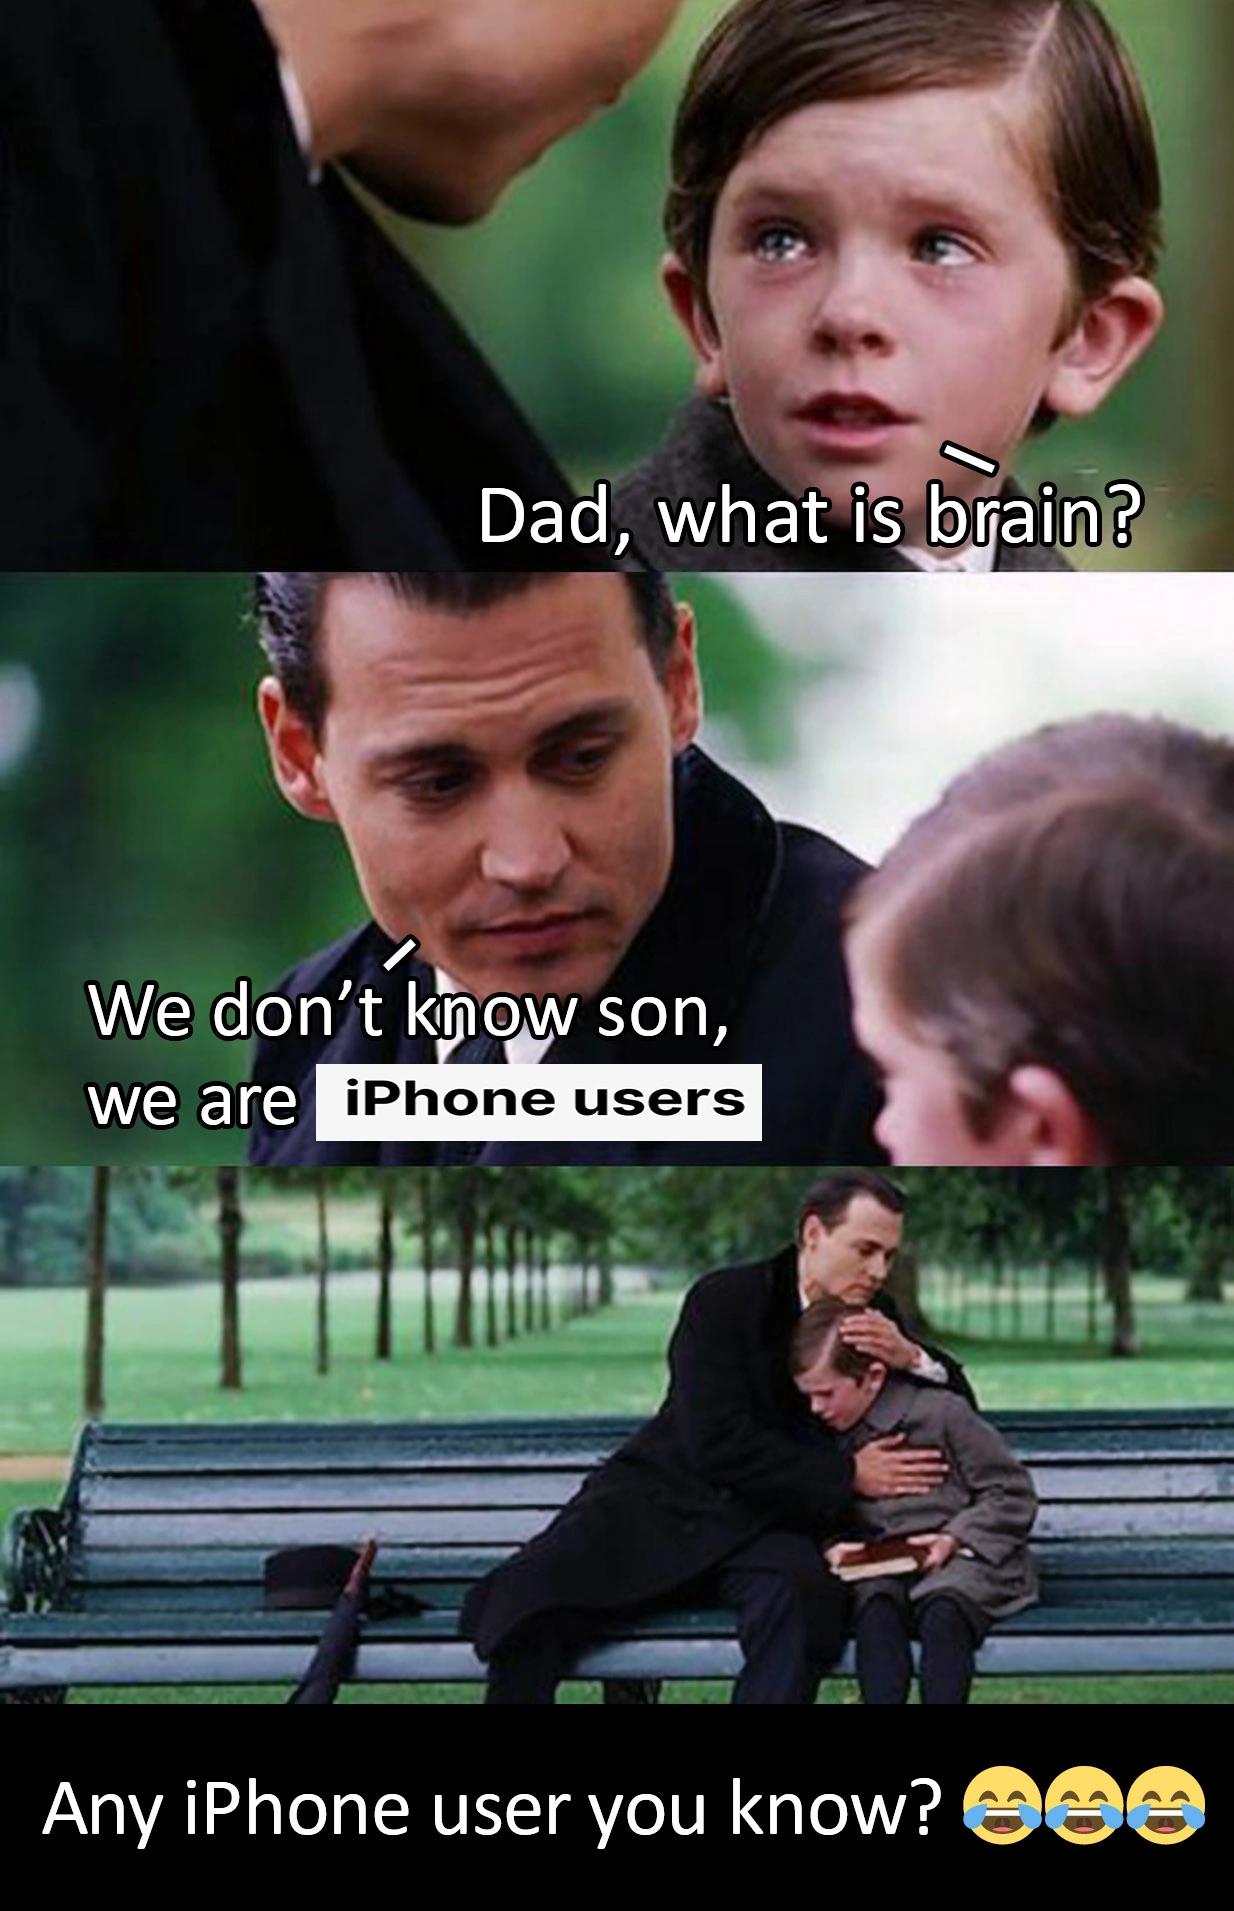 Dad, what is brain?
We don’t know son,
we are iPhone users
Any iPhone user you know? 😂😂😂